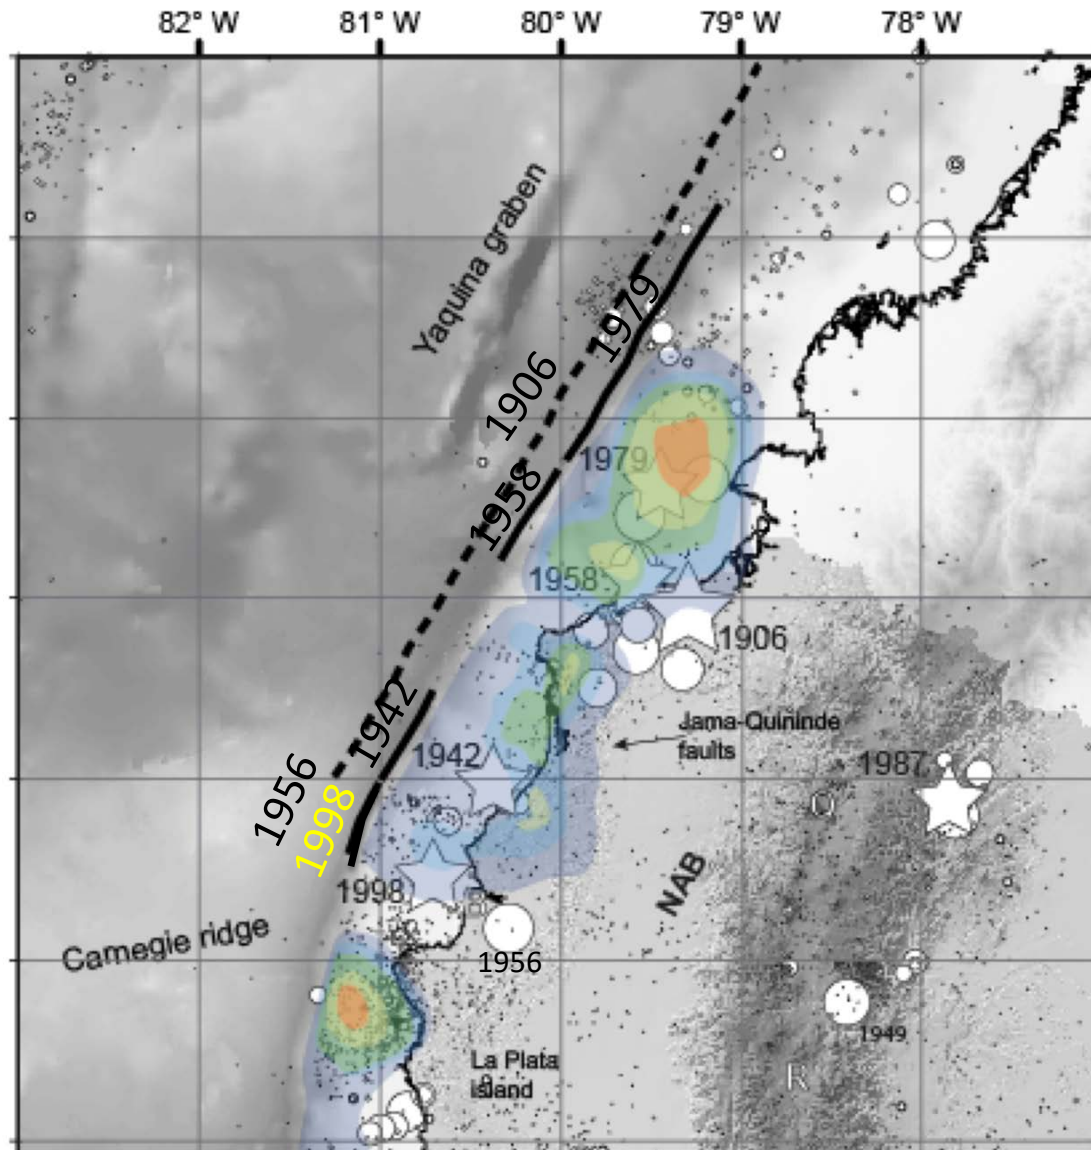 82° W
81° W
80° W
79° W
78° W
Yaquina graben
1979
1906
1979
1958
1958
1906
Jama-Quininde
faults
1942
1942
1987
1956
1998
Q
1998
NAB
Carnegie ridge
1956
1949
La Plata
island
R